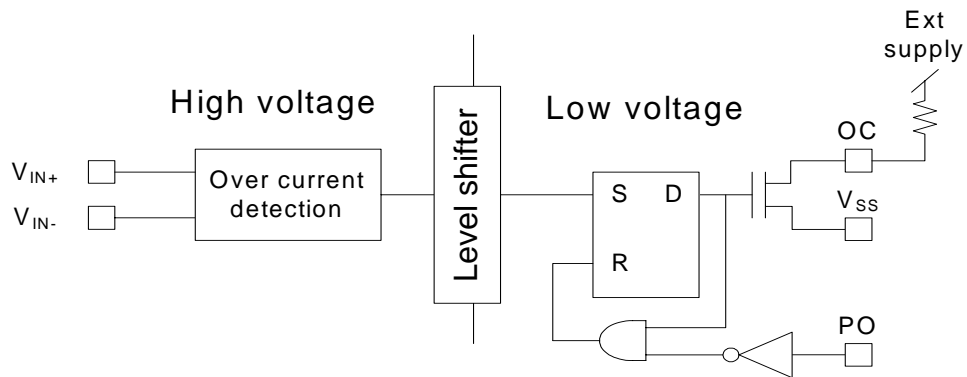 Ext
supply
High voltage
Low voltage
Level shifter
OC
V_IN+
V_IN-
Over current
detection
S D
V_SS
R
PO